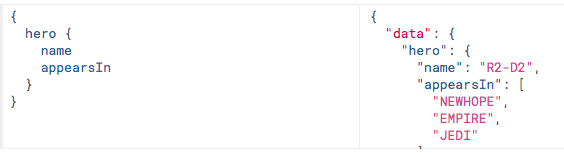 {
  hero {
    name
    appearsIn
  }
}
{
  "data": {
    "hero": {
      "name": "R2-D2",
      "appearsIn": [
        "NEWHOPE",
        "EMPIRE",
        "JEDI"